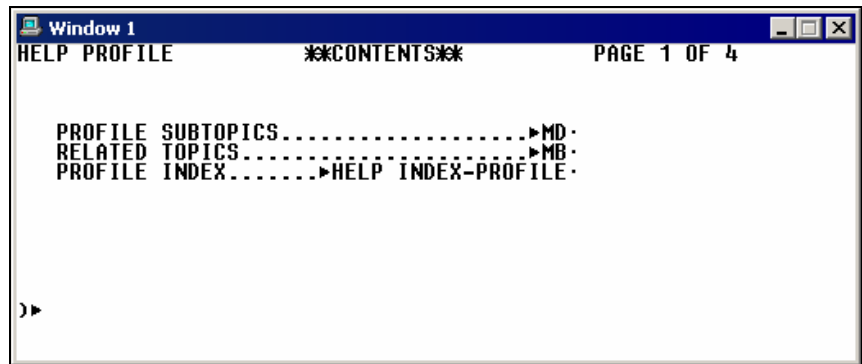 Window 1
HELP PROFILE **CONTENTS** PAGE 1 OF 4
PROFILE SUBTOPICS...................►MD·
RELATED TOPICS......................►MB·
PROFILE INDEX.......►HELP INDEX-PROFILE·
)►